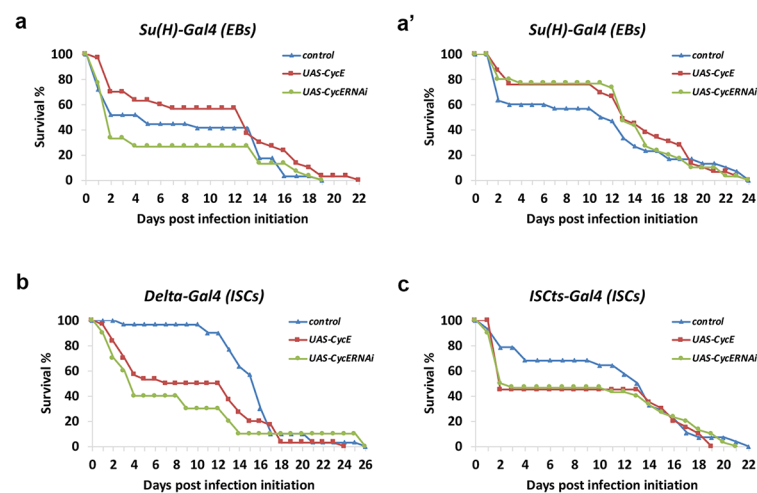 a
Su(H)-Gal4 (EBs)
Survival %
100
80
60
40
20
0
control
UAS-CycE
UAS-CycERNAi
0 2 4 6 8 10 12 14 16 18 20 22
Days post infection initiation
a’
Su(H)-Gal4 (EBs)
Survival %
100
80
60
40
20
0
control
UAS-CycE
UAS-CycERNAi
0 2 4 6 8 10 12 14 16 18 20 22 24
Days post infection initiation
b
Delta-Gal4 (ISCs)
Survival %
100
80
60
40
20
0
control
UAS-CycE
UAS-CycERNAi
0 2 4 6 8 10 12 14 16 18 20 22 24 26
Days post infection initiation
c
ISCts-Gal4 (ISCs)
Survival %
100
80
60
40
20
0
control
UAS-CycE
UAS-CycERNAi
0 2 4 6 8 10 12 14 16 18 20 22
Days post infection initiation